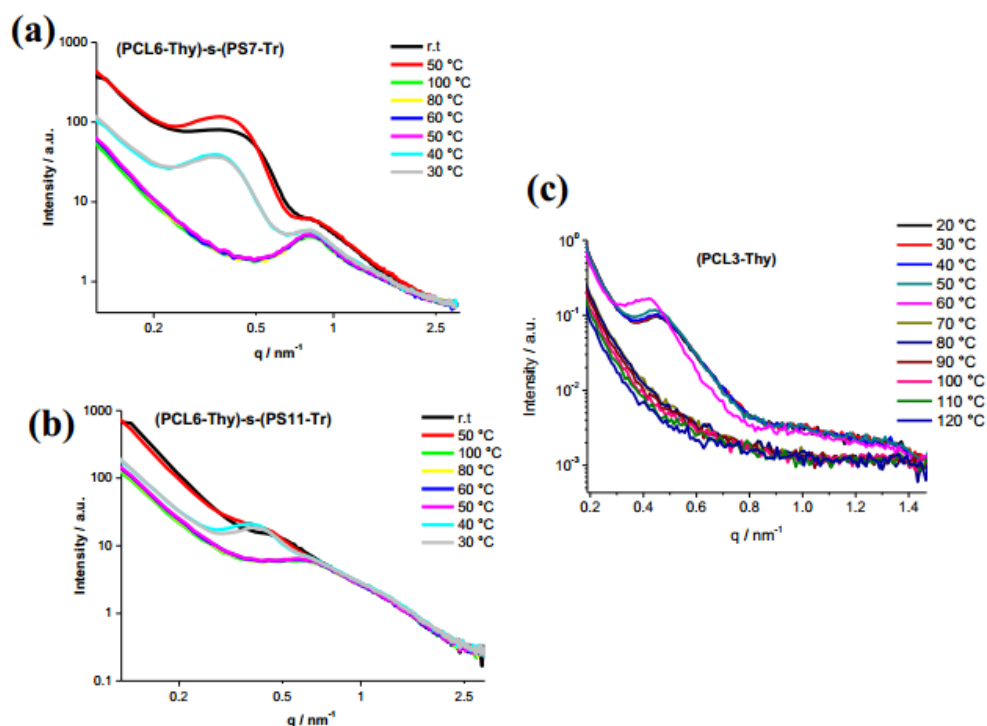 (a)
(PCL6-Thy)-s-(PS7-Tr)
Intensity / a.u.
1000
100
10
1
0.2
0.5
1
2.5
q / nm⁻¹
r.t
50 °C
100 °C
80 °C
60 °C
50 °C
40 °C
30 °C
(b)
(PCL6-Thy)-s-(PS11-Tr)
Intensity / a.u.
1000
100
10
1
0.1
0.2
0.5
1
2.5
q / nm⁻¹
r.t
50 °C
100 °C
80 °C
60 °C
50 °C
40 °C
30 °C
(c)
(PCL3-Thy)
Intensity / a.u.
10⁰
10⁻¹
10⁻²
10⁻³
0.2
0.4
0.6
0.8
1.0
1.2
1.4
q / nm⁻¹
20 °C
30 °C
40 °C
50 °C
60 °C
70 °C
80 °C
90 °C
100 °C
110 °C
120 °C